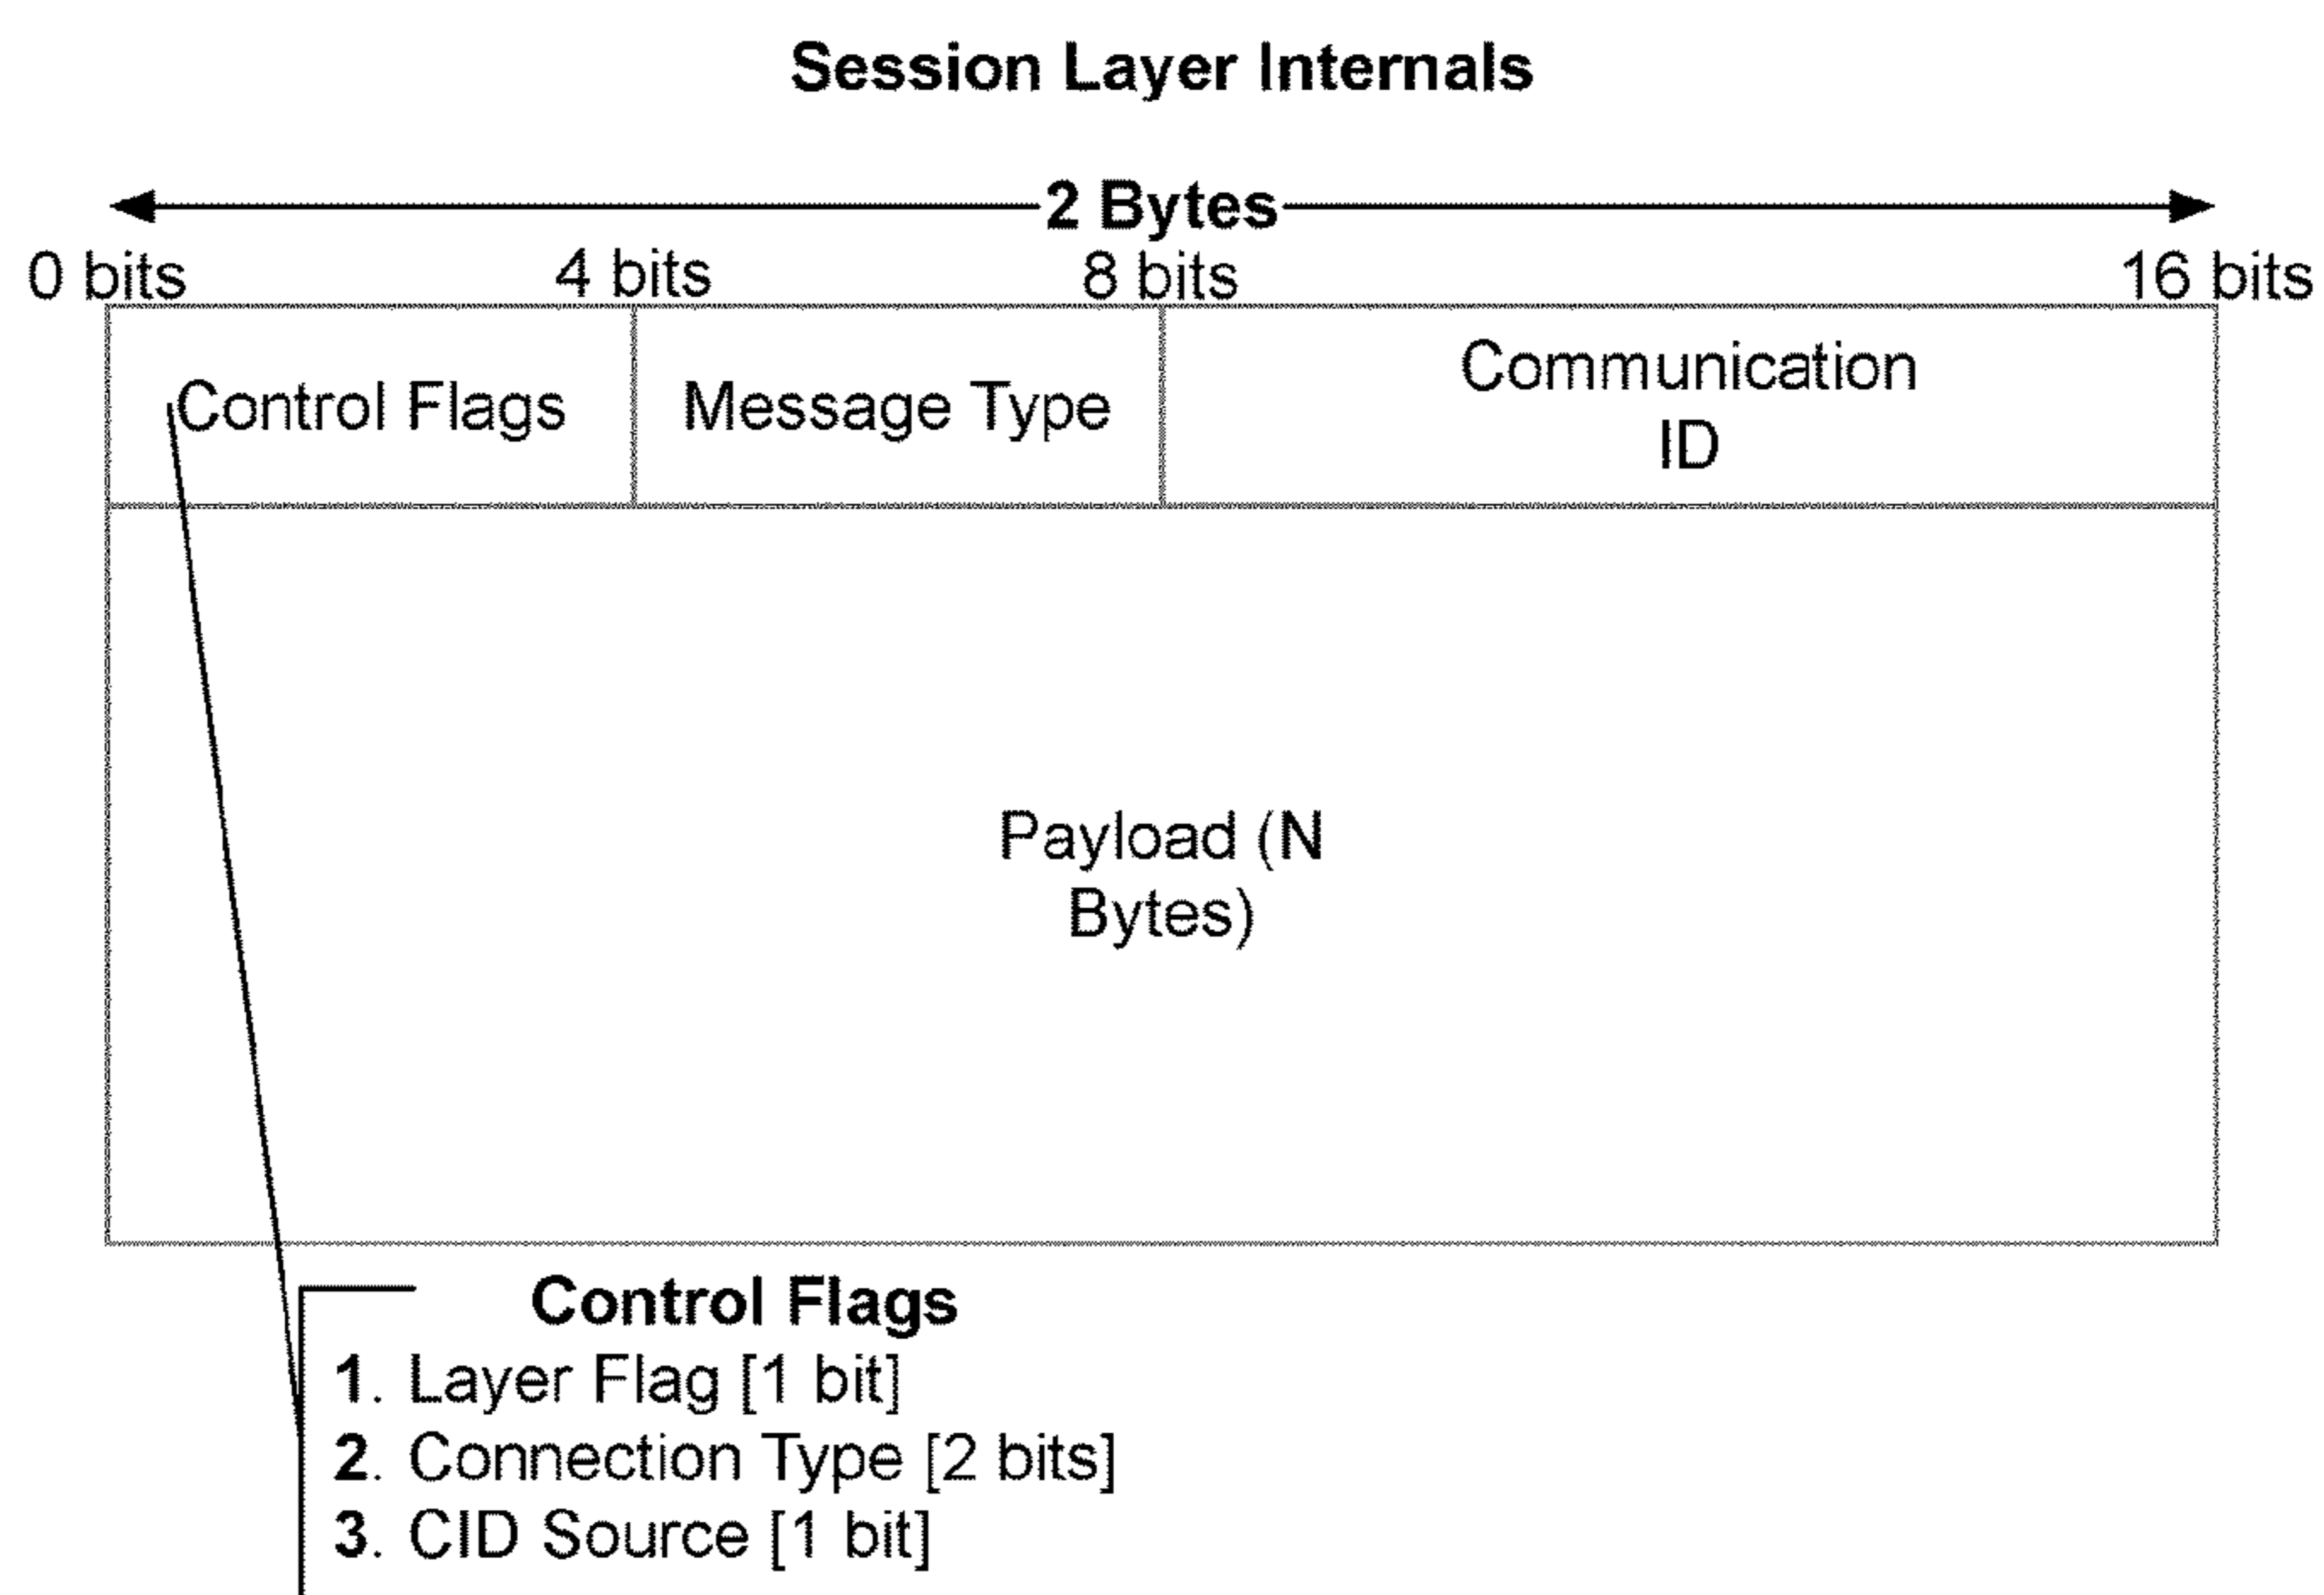 Session Layer Internals
2 Bytes
0 bits 4 bits 8 bits 16 bits
Control Flags Message Type Communication
ID
Payload (N
Bytes)
Control Flags
1. Layer Flag [1 bit]
2. Connection Type [2 bits]
3. CID Source [1 bit]